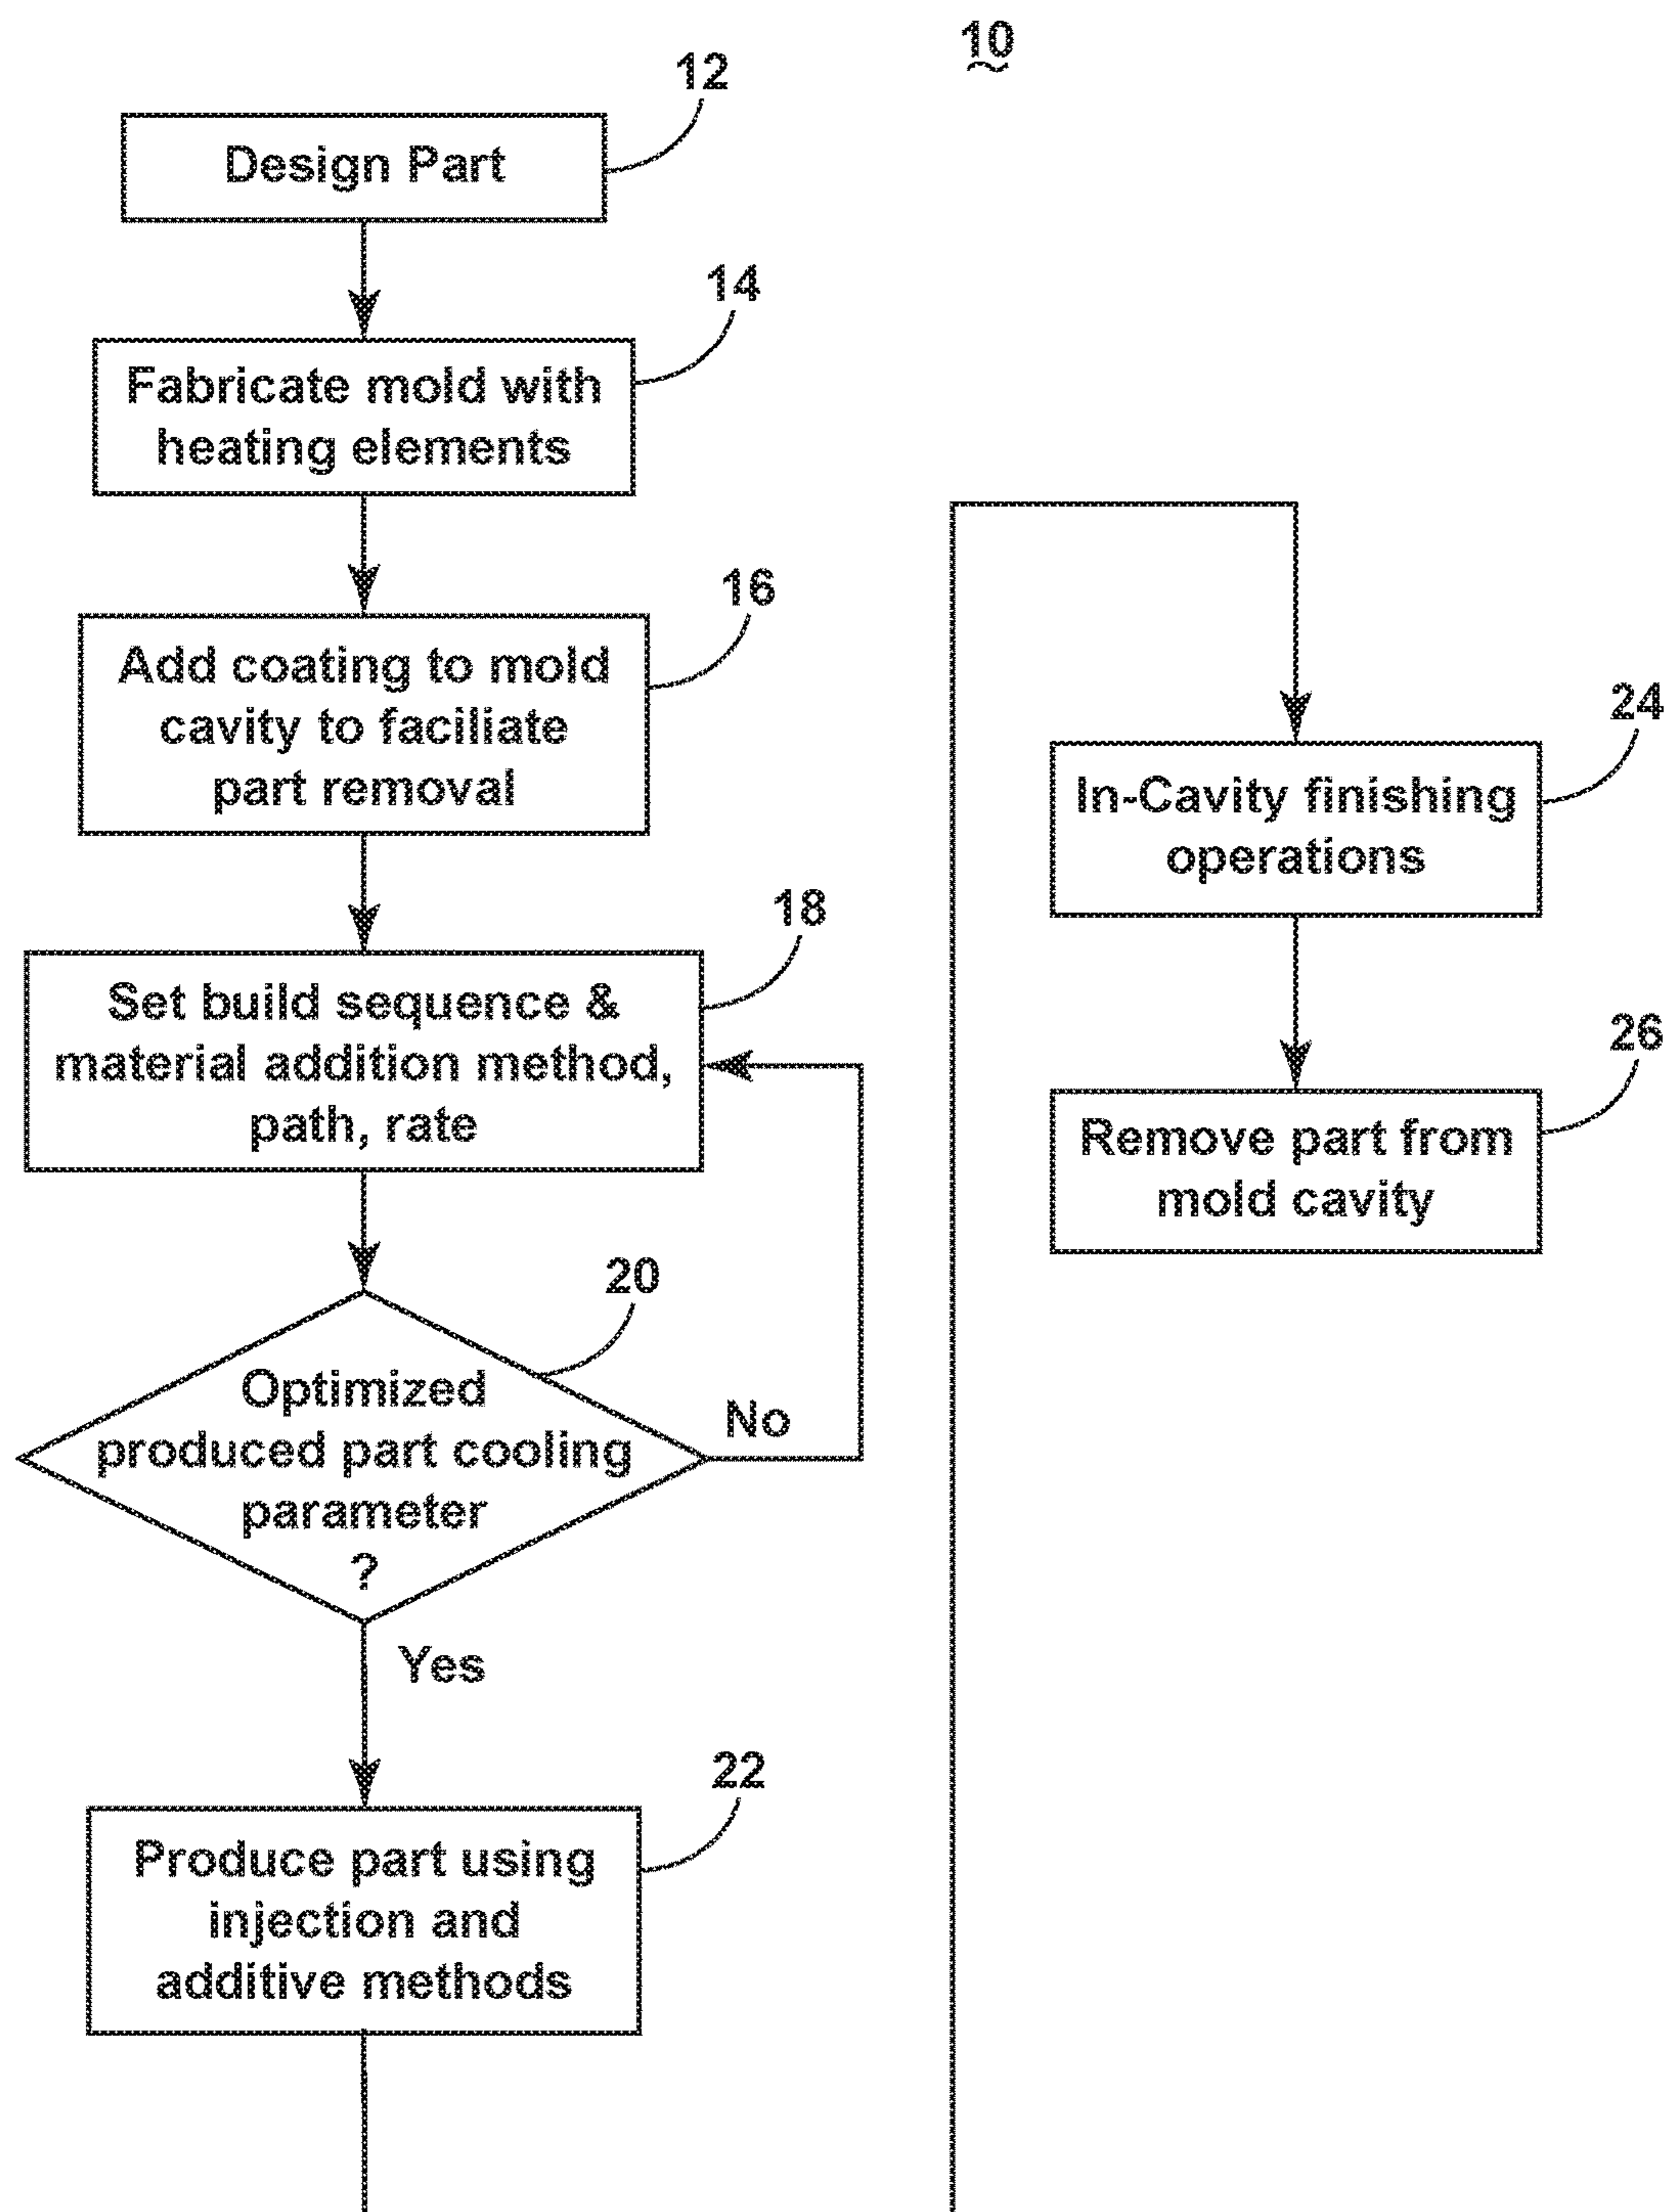 10
12
Design Part
14
Fabricate mold with
heating elements
16
Add coating to mold
cavity to faciliate
part removal
18
Set build sequence &
material addition method,
path, rate
20
Optimized
produced part cooling
parameter
?
No
Yes
22
Produce part using
injection and
additive methods
24
In-Cavity finishing
operations
26
Remove part from
mold cavity